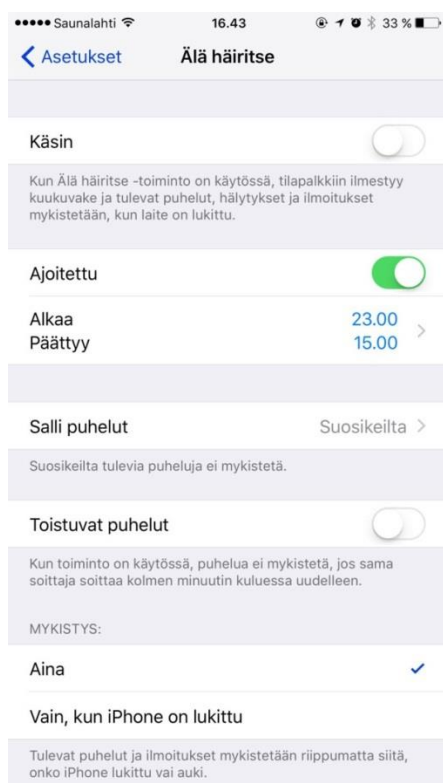 Saunalahti 16.43 33 %
Asetukset Älä häiritse
Käsin
Kun Älä häiritse -toiminto on käytössä, tilapalkkiin ilmestyy
kuukuvake ja tulevat puhelut, hälytykset ja ilmoitukset
mykistetään, kun laite on lukittu.
Ajoitettu
Alkaa 23.00
Päättyy 15.00
Salli puhelut Suosikeilta
Suosikeilta tulevia puheluja ei mykistetä.
Toistuvat puhelut
Kun toiminto on käytössä, puhelua ei mykistetä, jos sama
soittaja soittaa kolmen minuutin kuluessa uudelleen.
MYKISTYS:
Aina
Vain, kun iPhone on lukittu
Tulevat puhelut ja ilmoitukset mykistetään riippumatta siitä,
onko iPhone lukittu vai auki.